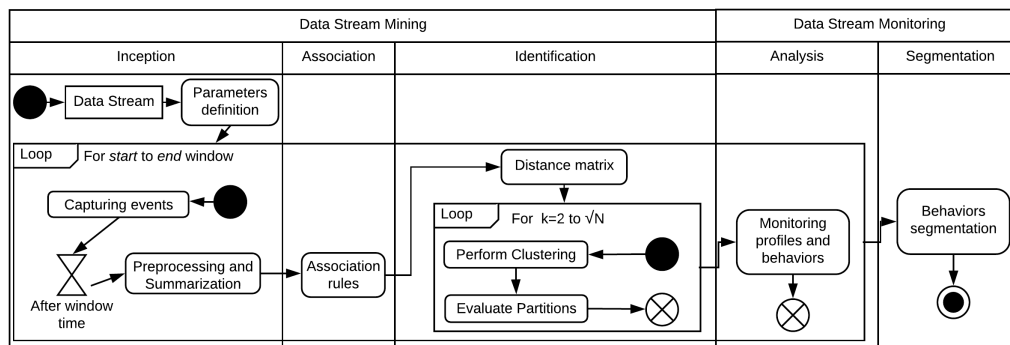 Data Stream Mining
Data Stream Monitoring
Inception
Association
Identification
Analysis
Segmentation
Data Stream
Parameters
definition
Loop
For start to end window
Capturing events
After window
time
Preprocessing and
Summarization
Association
rules
Distance matrix
Loop
For k=2 to √N
Perform Clustering
Evaluate Partitions
Monitoring
profiles and
behaviors
Behaviors
segmentation